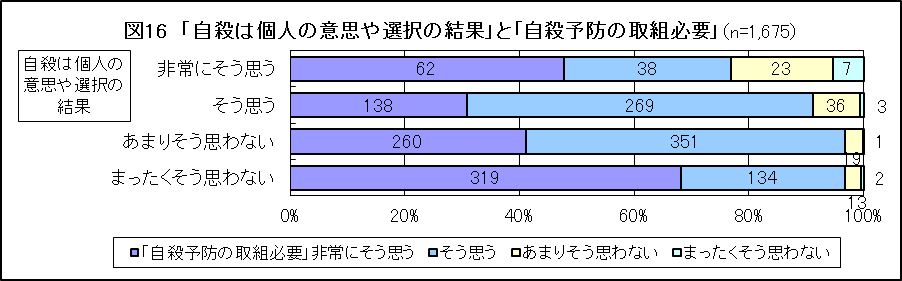 図16 「自殺は個人の意思や選択の結果」と「自殺予防の取組必要」(n=1,675)
自殺は個人の
意思や選択の
結果
非常にそう思う 62 38 23 7
そう思う 138 269 36 3
あまりそう思わない 260 351 19 1
まったくそう思わない 319 134 13 2
0% 20% 40% 60% 80% 100%
「自殺予防の取組必要」非常にそう思う そう思う あまりそう思わない まったくそう思わない